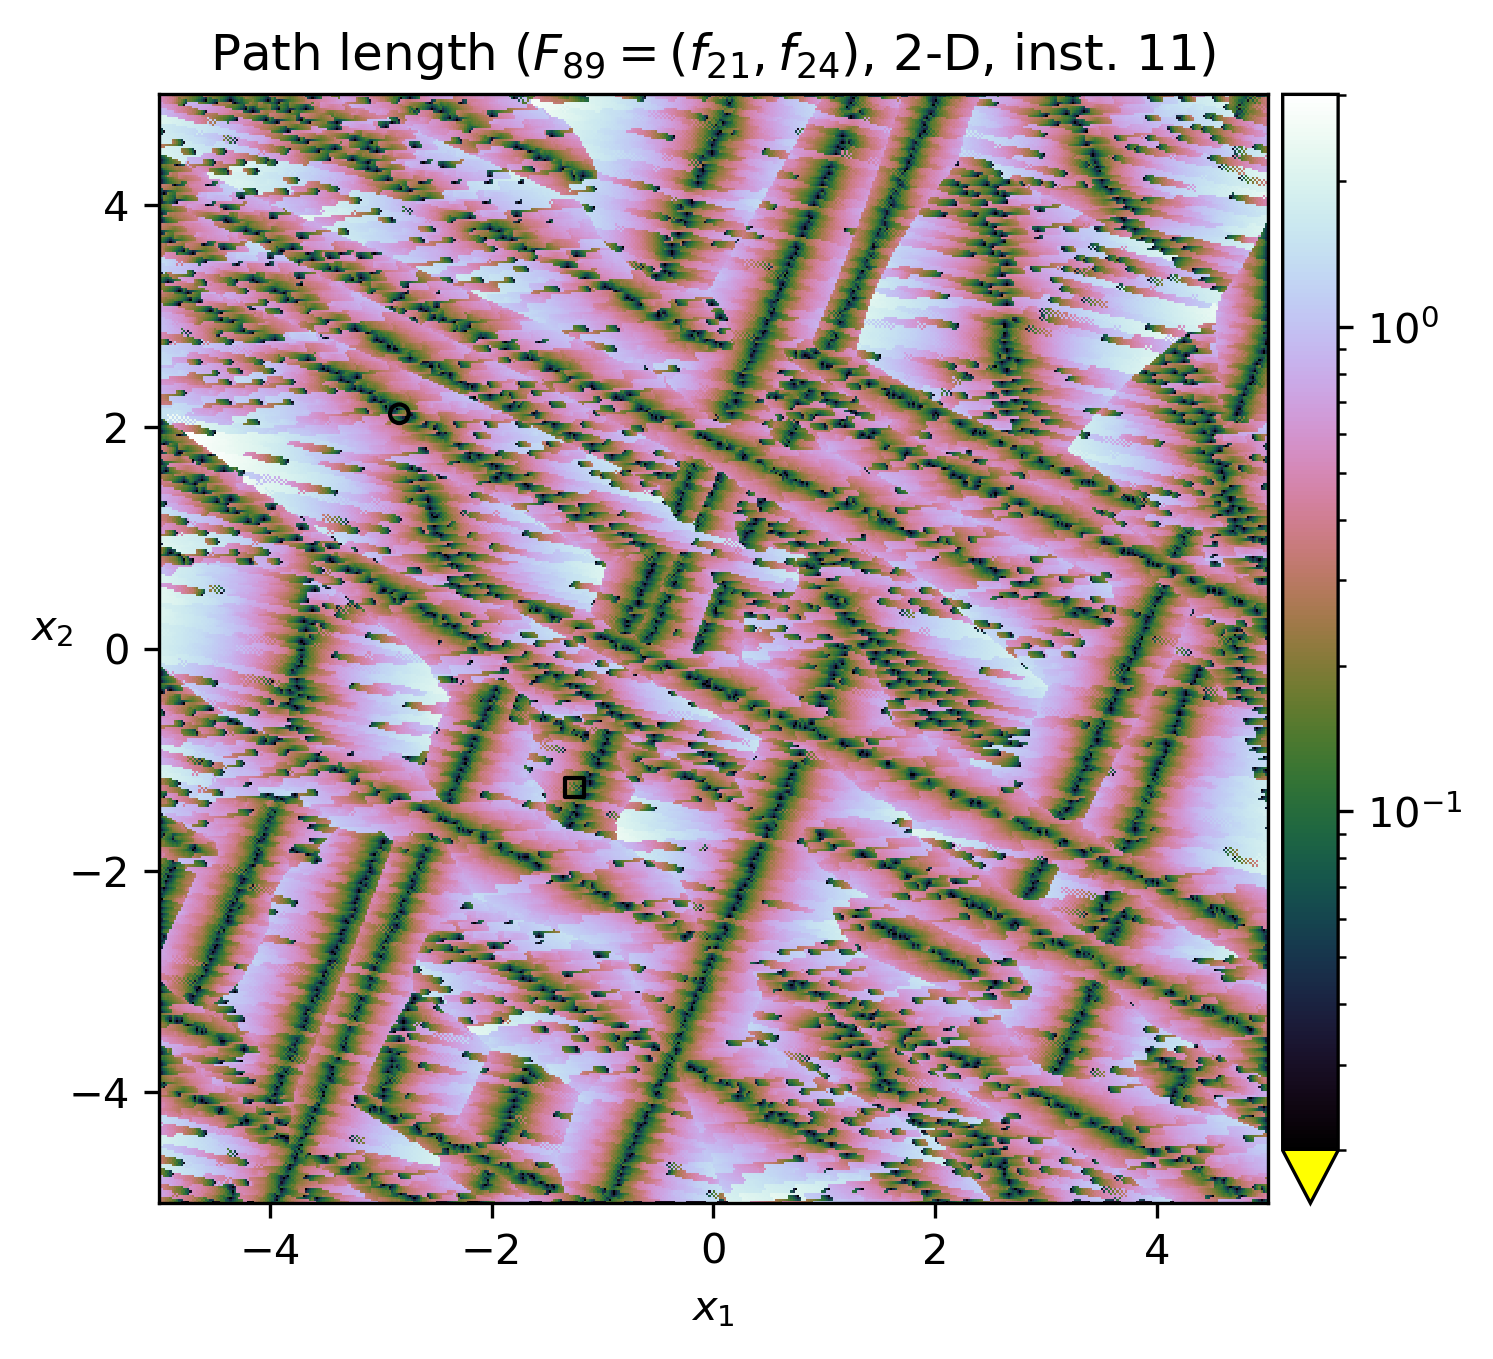 Path length (F₈₉ = (f₂₁, f₂₄), 2-D, inst. 11)
4
2
0
−2
−4
x₂
−4 −2 0 2 4
x₁
10⁰
10⁻¹